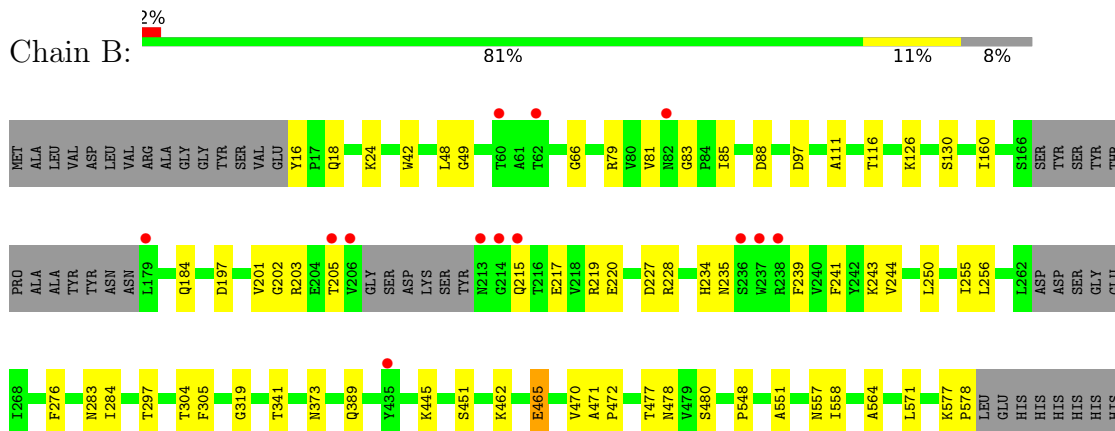 2%
Chain B:
81% 11% 8%
MET ALA LEU VAL ASP LEU VAL ARG ALA GLY GLY TYR SER VAL GLU Y16 P17 Q18 K24 W42 L48 G49 T60 A61 T62 G66 R79 V80 V81 N82 G83 P84 I85 D88 D97 A111 T116 K126 S130 I160 S166 SER TYR SER TYR THR
PRO ALA ALA TYR TYR ASN ASN L179 Q184 D197 V201 G202 R203 E204 T205 V206 GLY SER ASP LYS SER TYR N213 G214 Q215 T216 E217 V218 R219 E220 D227 R228 H234 N235 S236 W237 R238 F239 V240 F241 Y242 K243 V244 L250 I255 L256 L262 ASP ASP SER GLY GLU
I268 F276 N283 I284 T297 T304 F305 G319 T341 N373 Q389 Y435 K445 S451 K462 E465 V470 A471 P472 T477 N478 V479 S480 P548 A551 N557 I558 A564 L571 K577 P578 LEU GLU HIS HIS HIS HIS HIS HIS